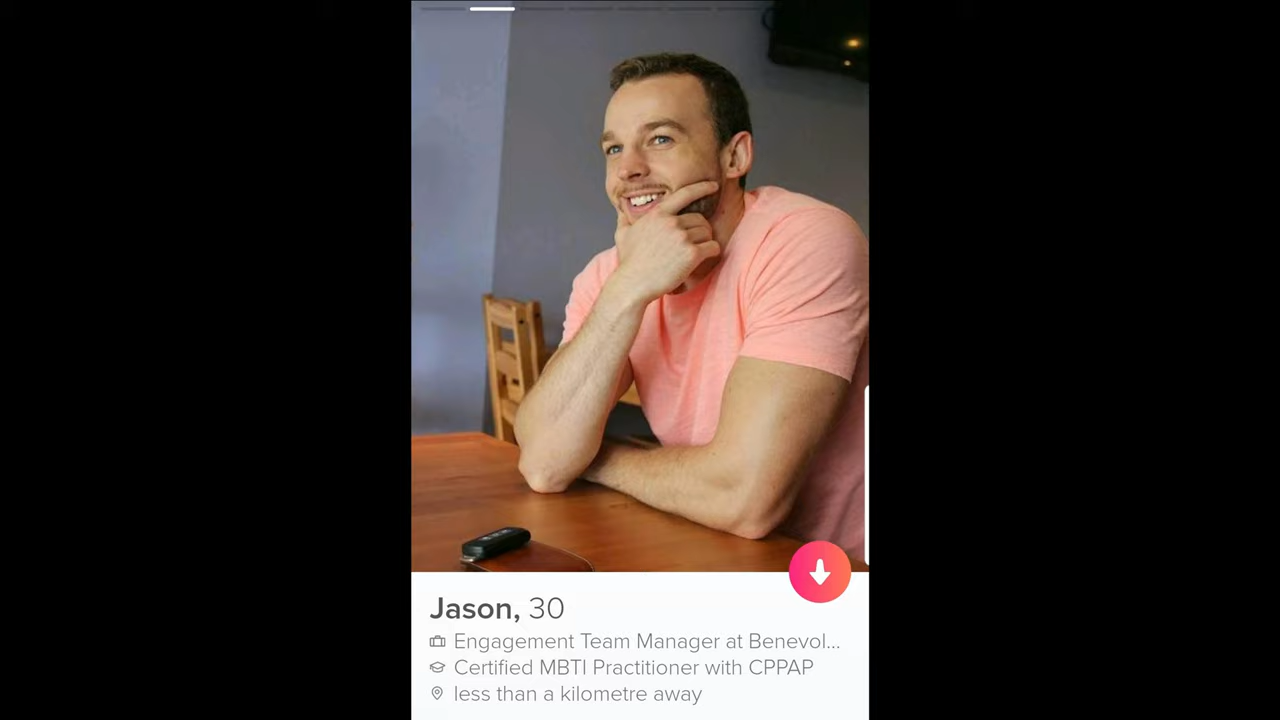 Jason, 30
Engagement Team Manager at Benevol...
Certified MBTI Practitioner with CPPAP
less than a kilometre away